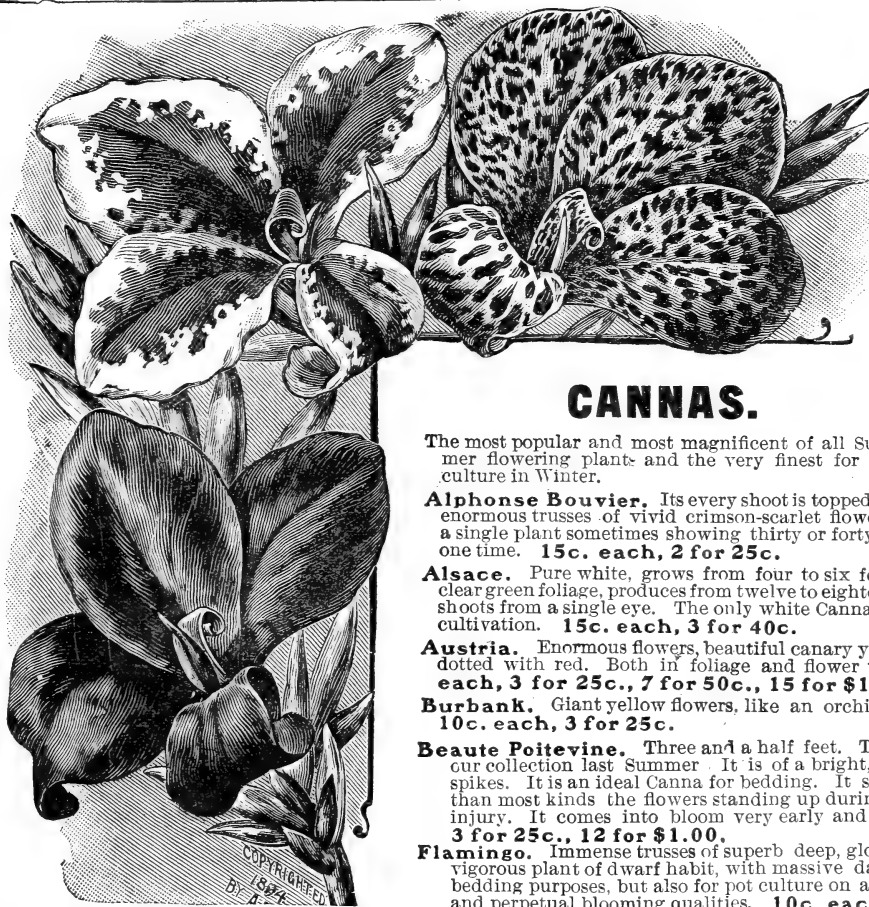 CANNAS.
The most popular and most magnificent of all Su
mer flowering plants and the very finest for
culture in Winter.
Alphonse Bouvier. Its every shoot is topped
enormous trusses of vivid crimson-scarlet flowe
a single plant sometimes showing thirty or forty
one time. 15c. each, 2 for 25c.
Alsace. Pure white, grows from four to six fe
clear green foliage, produces from twelve to eighte
shoots from a single eye. The only white Canna
cultivation. 15c. each, 3 for 40c.
Austria. Enormous flowers, beautiful canary y
dotted with red. Both in foliage and flower
each, 3 for 25c., 7 for 50c., 15 for $1
Burbank. Giant yellow flowers, like an orchi
10c. each, 3 for 25c.
Beaute Poitevine. Three and a half feet. T
our collection last Summer It is of a bright,
spikes. It is an ideal Canna for bedding. It s
than most kinds the flowers standing up durin
injury. It comes into bloom very early and
3 for 25c., 12 for $1.00.
Flamingo. Immense trusses of superb deep, glo
vigorous plant of dwarf habit, with massive da
bedding purposes, but also for pot culture on a
and perpetual blooming qualities. 10c. eac
COPYRIGHTED
1894
BY A